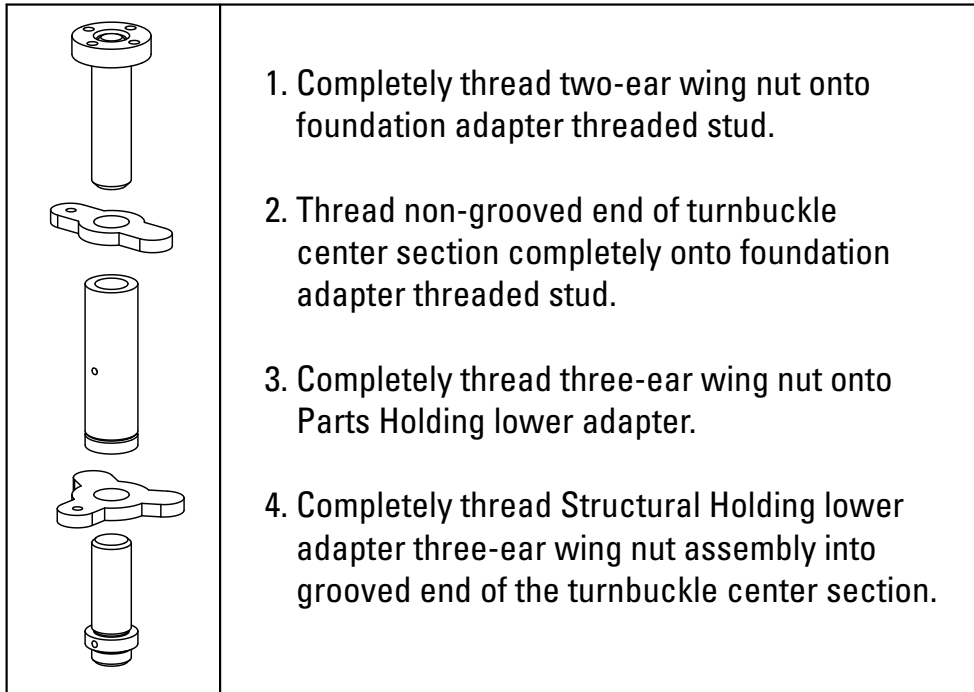 1. Completely thread two-ear wing nut onto
foundation adapter threaded stud.
2. Thread non-grooved end of turnbuckle
center section completely onto foundation
adapter threaded stud.
3. Completely thread three-ear wing nut onto
Parts Holding lower adapter.
4. Completely thread Structural Holding lower
adapter three-ear wing nut assembly into
grooved end of the turnbuckle center section.